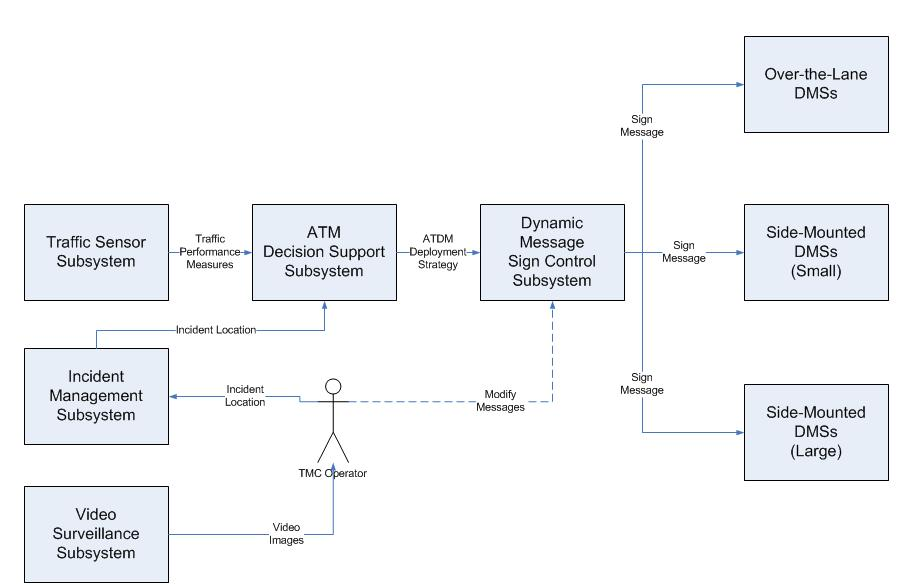 Over-the-Lane
DMSs
Sign
Message
Traffic Sensor
Subsystem
Traffic
Performance
Measures
ATM
Decision Support
Subsystem
ATDM
Deployment
Strategy
Dynamic
Message
Sign Control
Subsystem
Sign
Message
Side-Mounted
DMSs
(Small)
Incident Location
Incident
Management
Subsystem
Incident
Location
Modify
Messages
Sign
Message
Side-Mounted
DMSs
(Large)
TMC Operator
Video
Surveillance
Subsystem
Video
Images